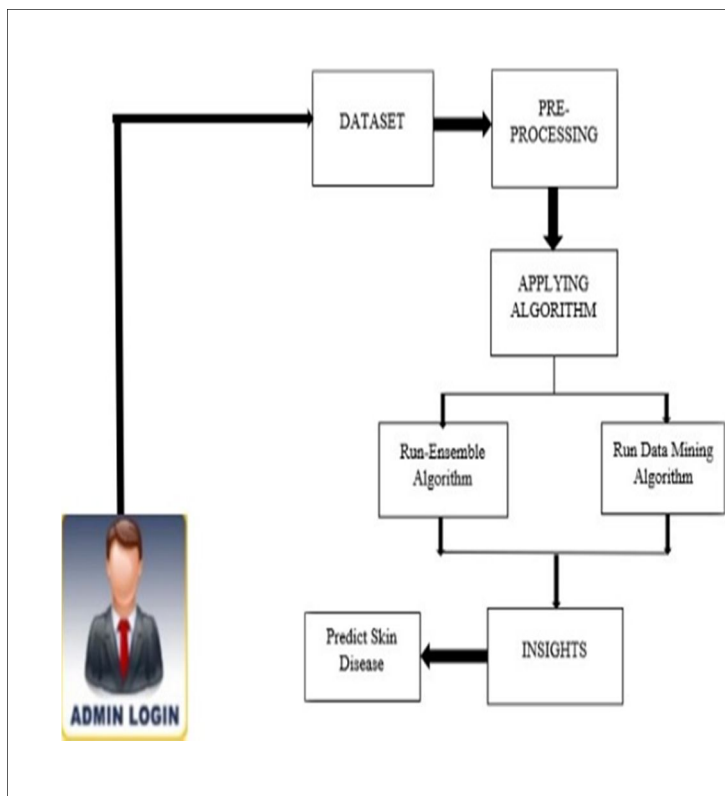 DATASET
PRE-
PROCESSING
APPLYING
ALGORITHM
Run-Ensemble
Algorithm
Run Data Mining
Algorithm
INSIGHTS
Predict Skin
Disease
ADMIN LOGIN